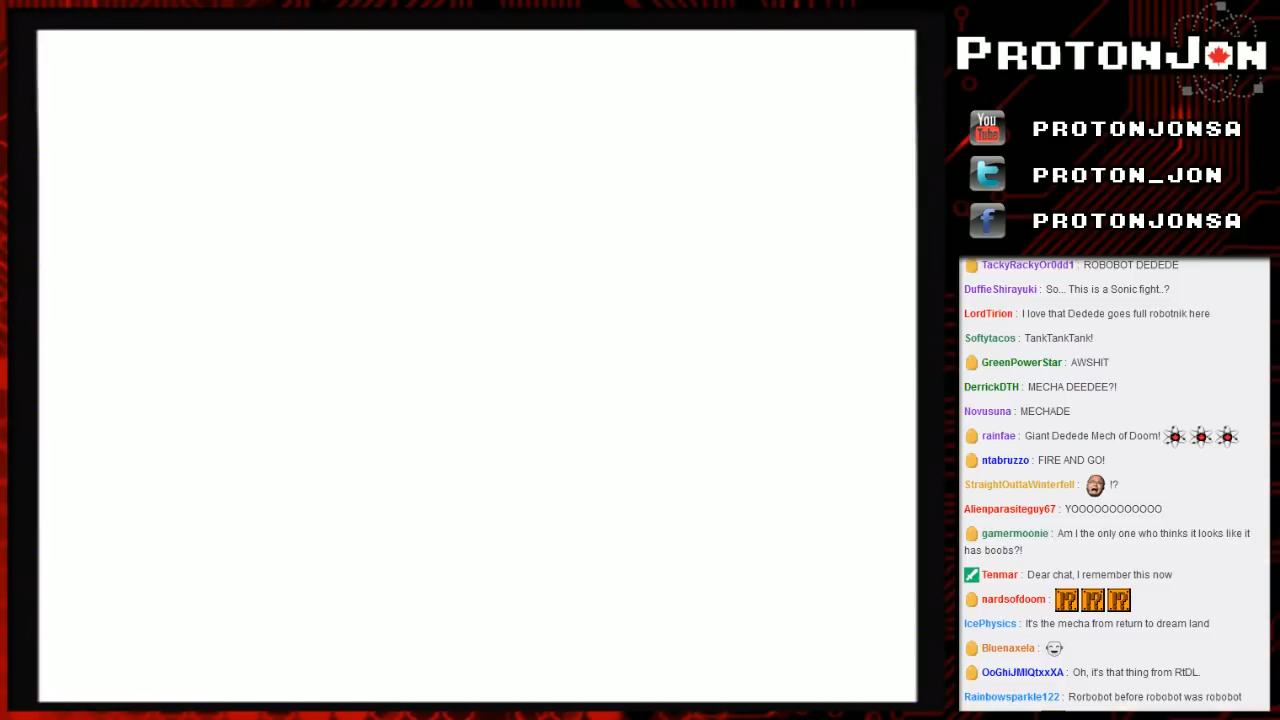 PROTONJON
You Tube PROTONJONSA
t PROTON_JON
f PROTONJONSA
TackyRackyOr0dd1 : ROBOBOT DEDEDE
DuffieShirayuki : So... This is a Sonic fight..?
LordTirion : I love that Dedede goes full robotnik here
Softytacos : TankTankTank!
GreenPowerStar : AWSHIT
DerrickDTH : MECHA DEEDEE?!
Novusuna : MECHADE
rainfae : Giant Dedede Mech of Doom!
ntabruzzo : FIRE AND GO!
StraightOuttaWinterfell : !?
Alienparasiteguy67 : YOOOOOOOOOOOO
gamermoonie : Am I the only one who thinks it looks like it
has boobs?!
Tenmar : Dear chat, I remember this now
nardsofdoom : !? !? !?
IcePhysics : It's the mecha from return to dream land
Bluenaxela :
OoGhiJMIQtxxXA : Oh, it's that thing from RtDL.
Rainbowsparkle122 : Rorbobot before robobot was robobot